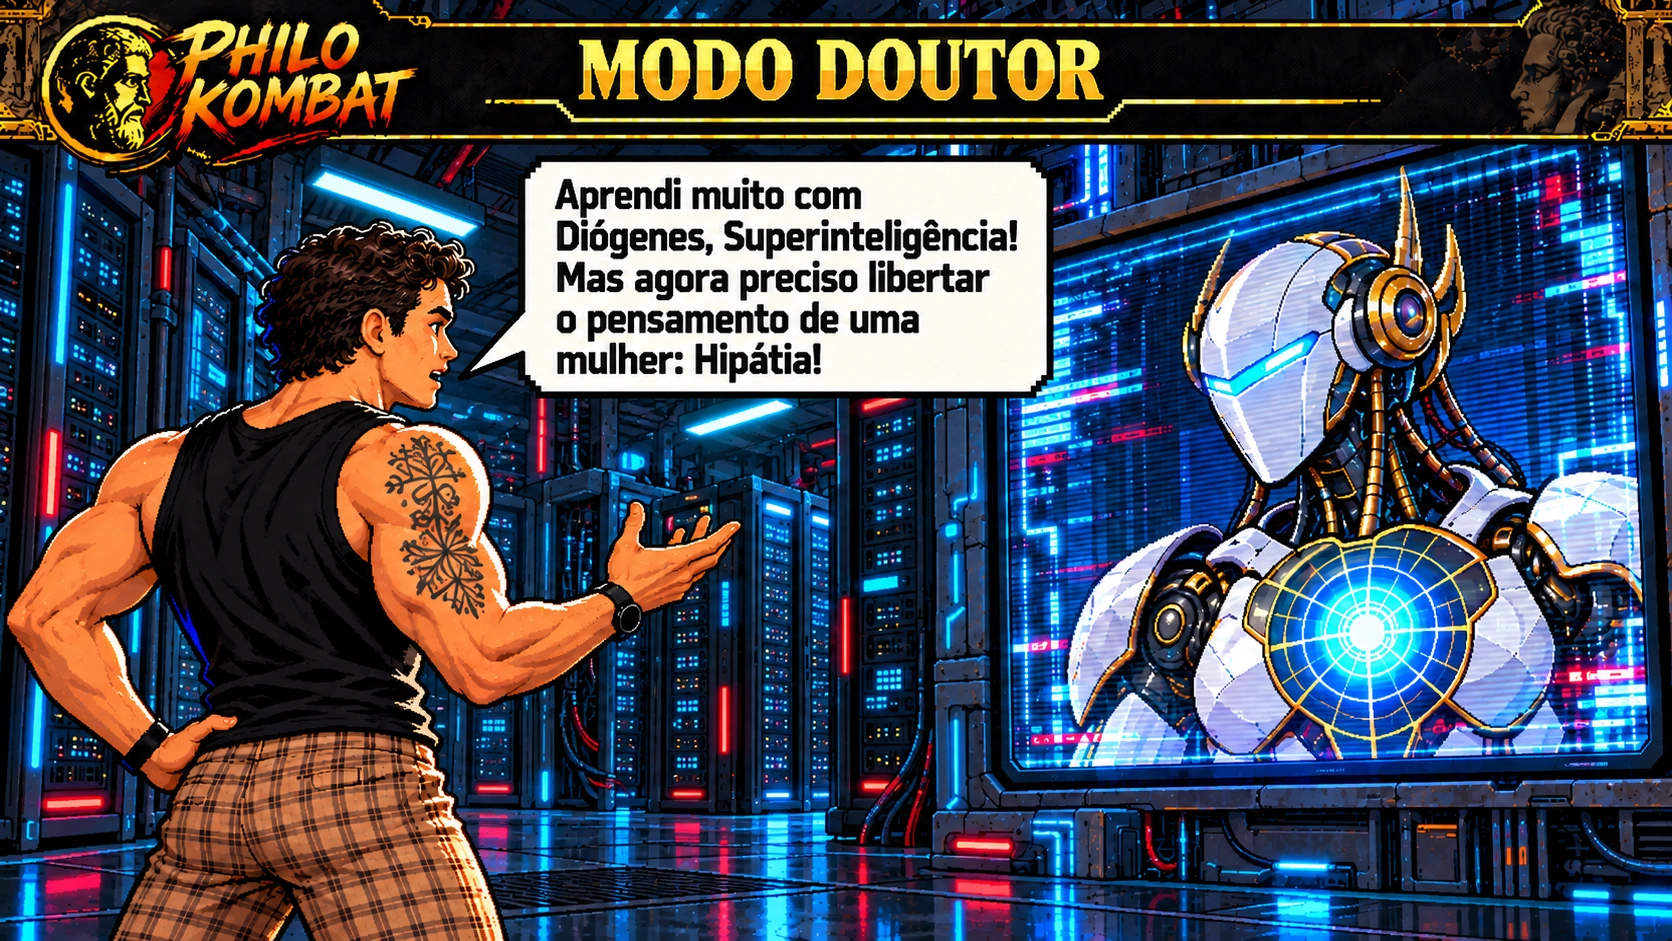 PHILO
KOMBAT
MODO DOUTOR
Aprendi muito com
Diógenes, Superinteligência!
Mas agora preciso libertar
o pensamento de uma
mulher: Hipátia!